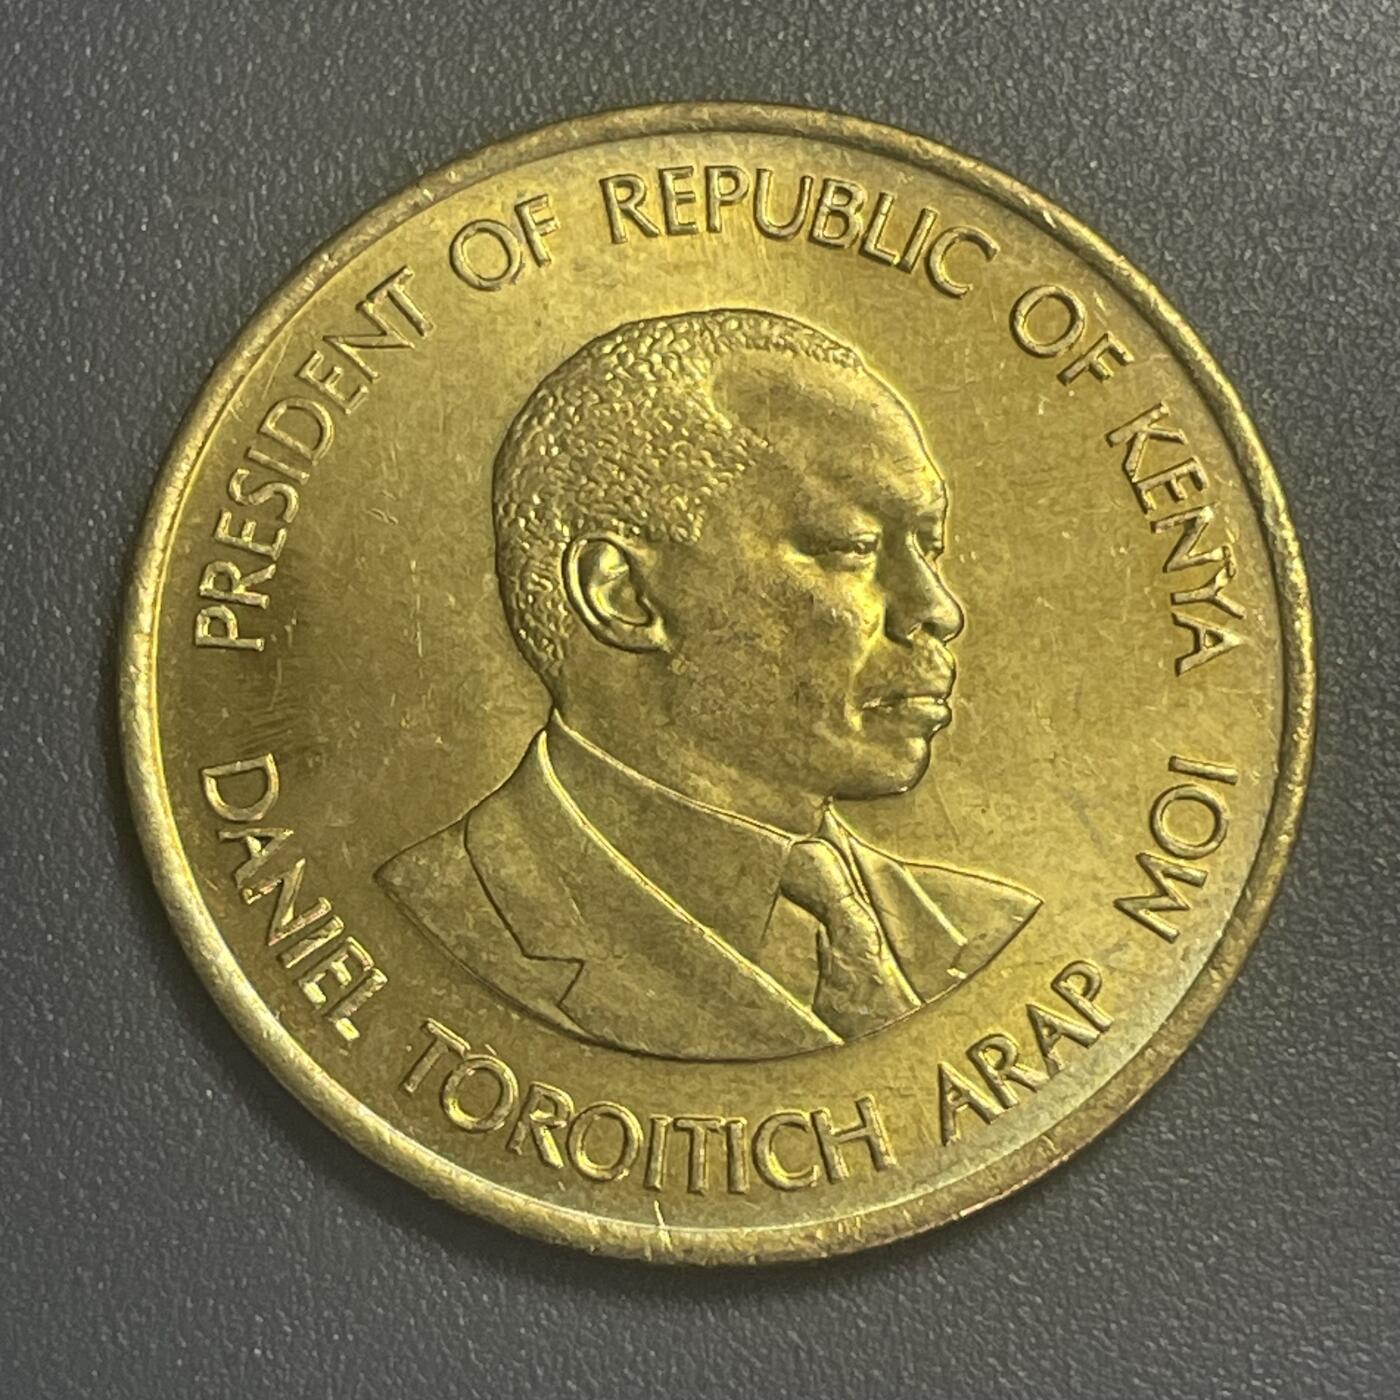 PRESIDENT OF REPUBLIC OF KENYA
DANIEL TOROITICH ARAP MOI